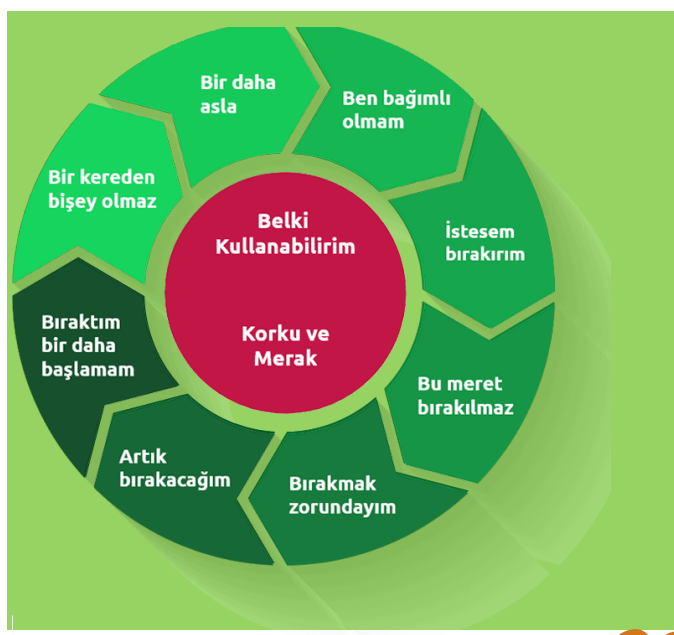 Belki
Kullanabilirim
Korku ve
Merak
Bir kereden
bişey olmaz
Bir daha
asla
Ben bağımlı
olmam
İstesem
bırakırım
Bu meret
bırakılmaz
Bırakmak
zorundayım
Artık
bırakacağım
Bıraktım
bir daha
başlamam